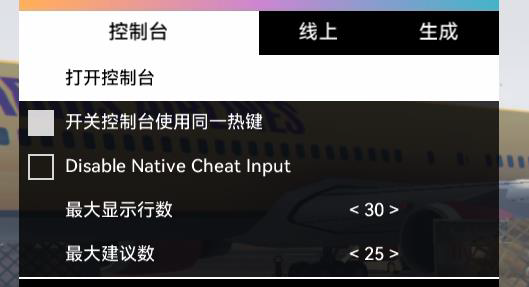 控制台 线上 生成
打开控制台
开关控制台使用同一热键
Disable Native Cheat Input
最大显示行数 < 30 >
最大建议数 < 25 >